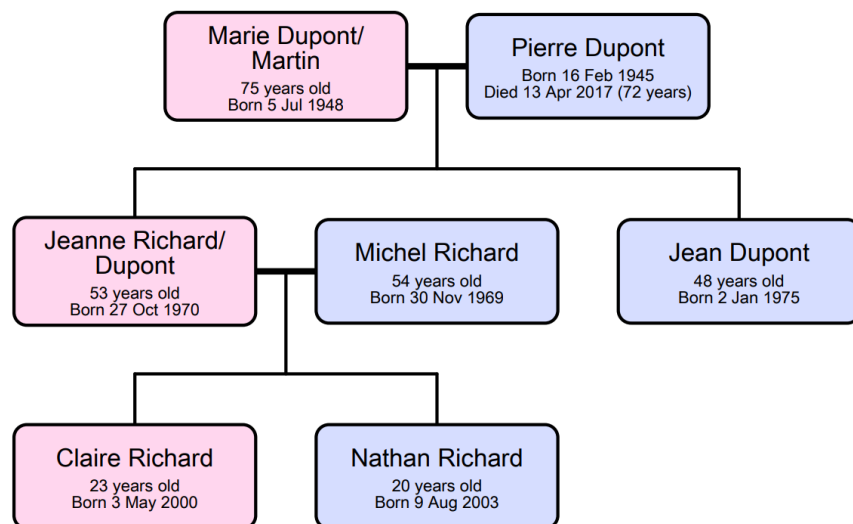 Marie Dupont/
Martin
75 years old
Born 5 Jul 1948
Pierre Dupont
Born 16 Feb 1945
Died 13 Apr 2017 (72 years)
Jeanne Richard/
Dupont
53 years old
Born 27 Oct 1970
Michel Richard
54 years old
Born 30 Nov 1969
Jean Dupont
48 years old
Born 2 Jan 1975
Claire Richard
23 years old
Born 3 May 2000
Nathan Richard
20 years old
Born 9 Aug 2003